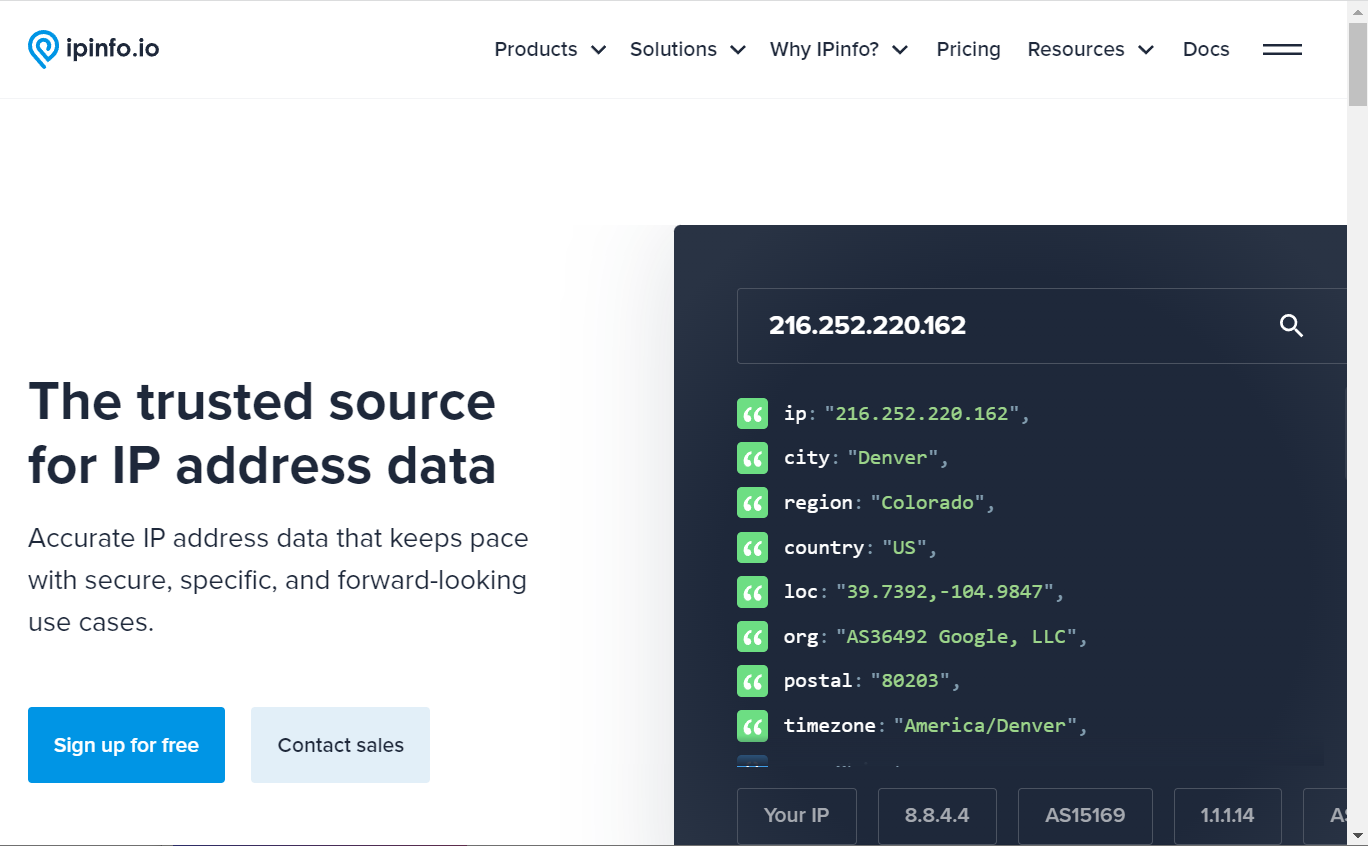 ipinfo.io
Products
Solutions
Why IPinfo?
Pricing
Resources
Docs
The trusted source
for IP address data
Accurate IP address data that keeps pace
with secure, specific, and forward-looking
use cases.
Sign up for free
Contact sales
216.252.220.162
ip: "216.252.220.162",
city: "Denver",
region: "Colorado",
country: "US",
loc: "39.7392,-104.9847",
org: "AS36492 Google, LLC",
postal: "80203",
timezone: "America/Denver",
Your IP
8.8.4.4
AS15169
1.1.1.14